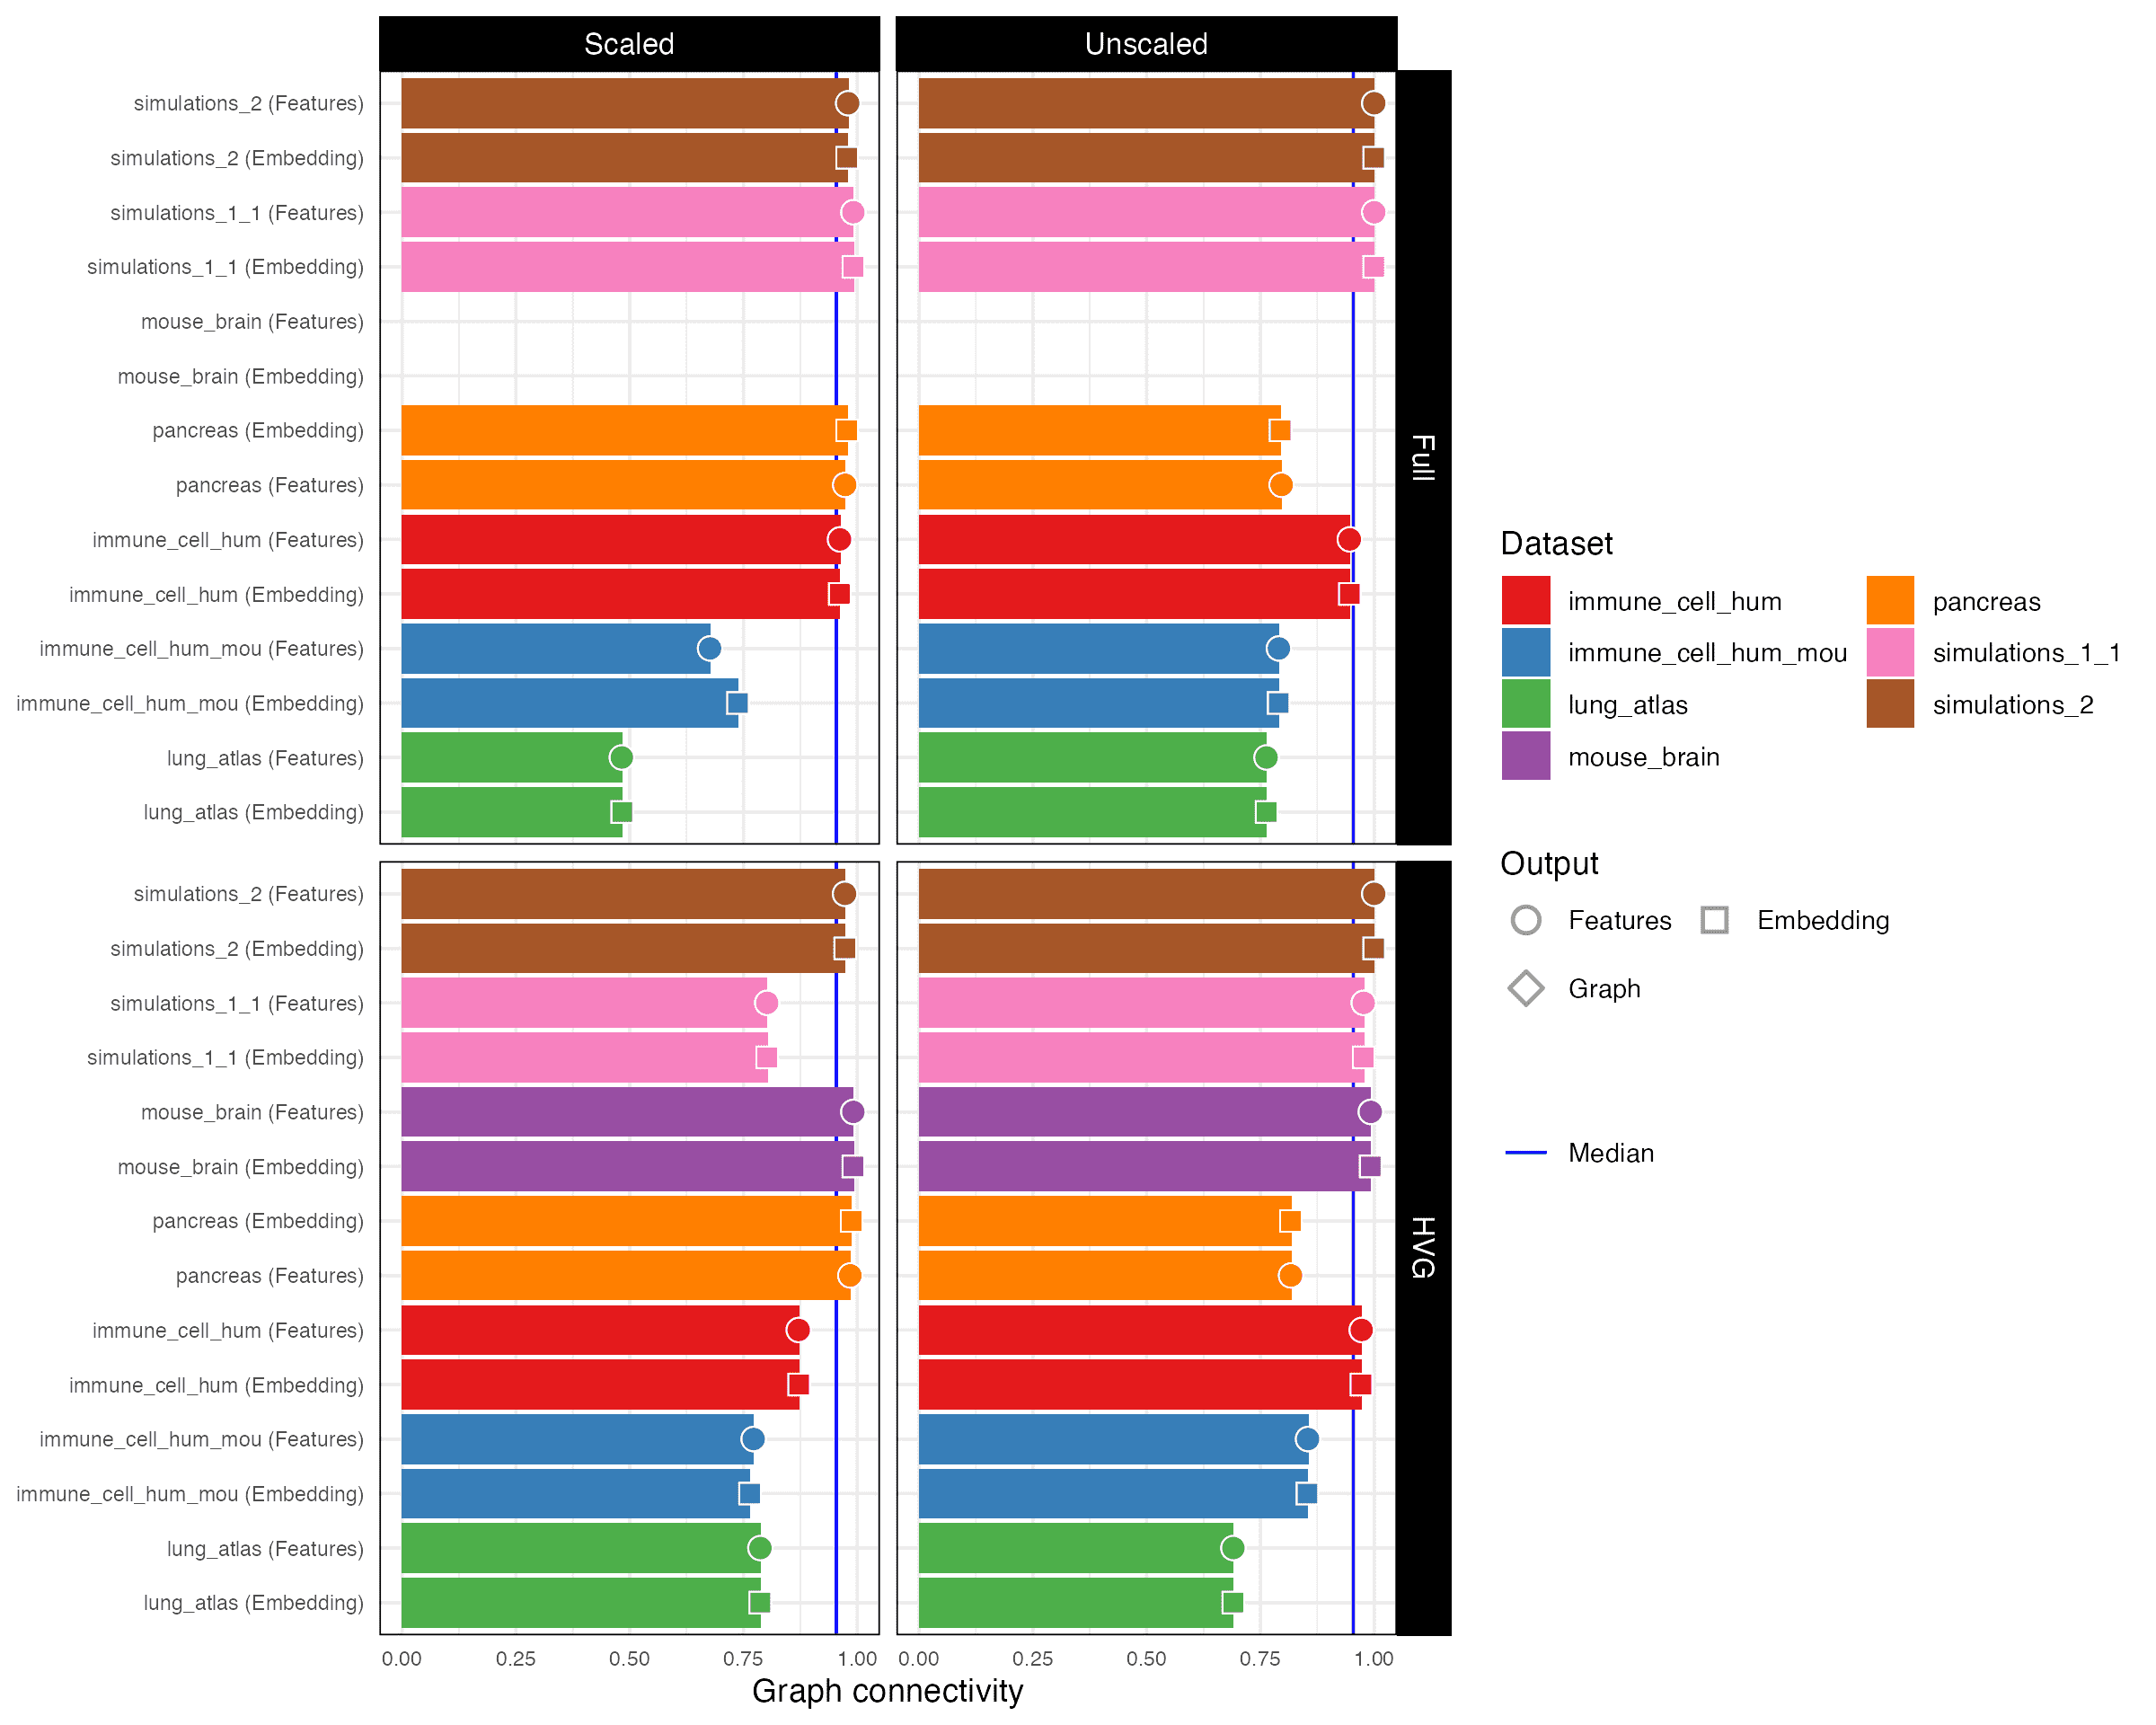 Scaled
Unscaled
simulations_2 (Features)
simulations_2 (Embedding)
simulations_1_1 (Features)
simulations_1_1 (Embedding)
mouse_brain (Features)
mouse_brain (Embedding)
pancreas (Embedding)
pancreas (Features)
immune_cell_hum (Features)
immune_cell_hum (Embedding)
immune_cell_hum_mou (Features)
immune_cell_hum_mou (Embedding)
lung_atlas (Features)
lung_atlas (Embedding)
Full
simulations_2 (Features)
simulations_2 (Embedding)
simulations_1_1 (Features)
simulations_1_1 (Embedding)
mouse_brain (Features)
mouse_brain (Embedding)
pancreas (Embedding)
pancreas (Features)
immune_cell_hum (Features)
immune_cell_hum (Embedding)
immune_cell_hum_mou (Features)
immune_cell_hum_mou (Embedding)
lung_atlas (Features)
lung_atlas (Embedding)
HVG
0.00 0.25 0.50 0.75 1.00
0.00 0.25 0.50 0.75 1.00
Graph connectivity
Dataset
immune_cell_hum
immune_cell_hum_mou
lung_atlas
mouse_brain
pancreas
simulations_1_1
simulations_2
Output
Features
Embedding
Graph
Median